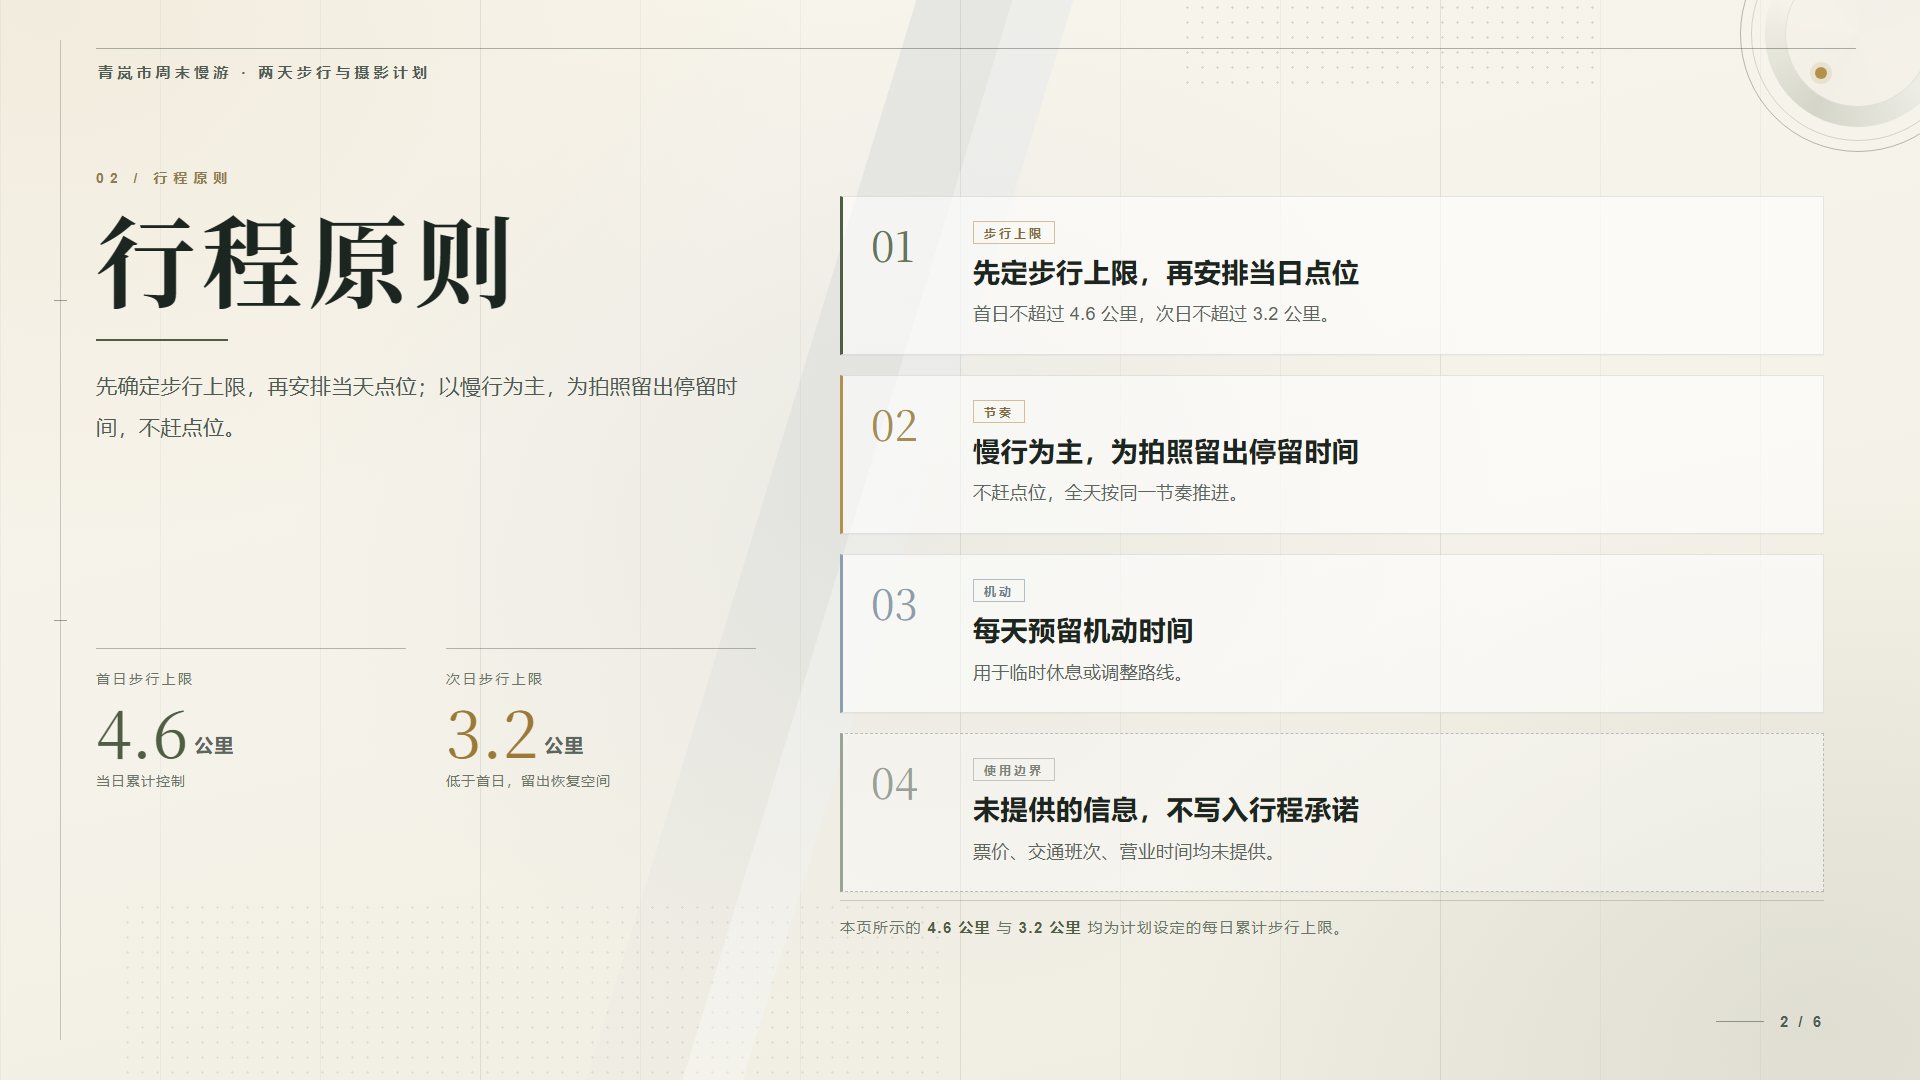 青岚市周末慢游 · 两天步行与摄影计划
02 / 行程原则
行程原则
先确定步行上限，再安排当天点位；以慢行为主，为拍照留出停留时
间，不赶点位。
首日步行上限
4.6 公里
当日累计控制
次日步行上限
3.2 公里
低于首日，留出恢复空间
01
步行上限
先定步行上限，再安排当日点位
首日不超过 4.6 公里，次日不超过 3.2 公里。
02
节奏
慢行为主，为拍照留出停留时间
不赶点位，全天按同一节奏推进。
03
机动
每天预留机动时间
用于临时休息或调整路线。
04
使用边界
未提供的信息，不写入行程承诺
票价、交通班次、营业时间均未提供。
本页所示的 4.6 公里 与 3.2 公里 均为计划设定的每日累计步行上限。
2 / 6